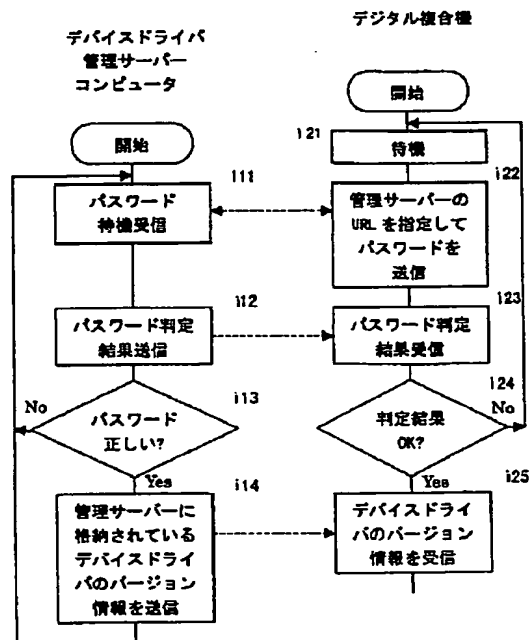 デバイスドライバ
管理サーバー
コンピュータ
開始
i11
パスワード
待機受信
i12
パスワード判定
結果送信
i13
No
パスワード
正しい?
Yes
i14
管理サーバーに
格納されている
デバイスドライ
バのバージョン
情報を送信
デジタル複合機
開始
i21
待機
i22
管理サーバーの
URLを指定して
パスワードを
送信
i23
パスワード判定
結果受信
i24
判定結果
OK?
No
Yes
i25
デバイスドライ
バのバージョン
情報を受信